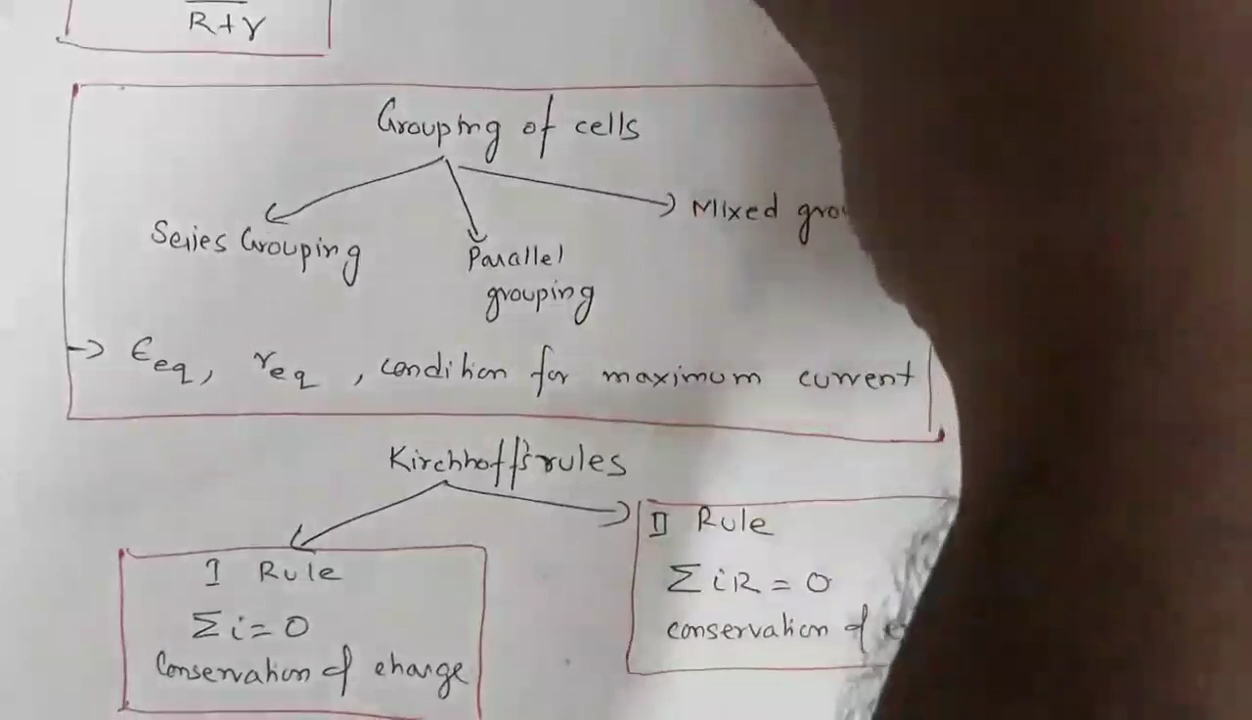 R+r
Grouping of cells
Series Grouping
Parallel
grouping
Mixed
→ ϵeq, req, condition for maximum current
Kirchhoff's rules
I Rule
Σi=0
Conservation of charge
II Rule
ΣiR=0
conservation of